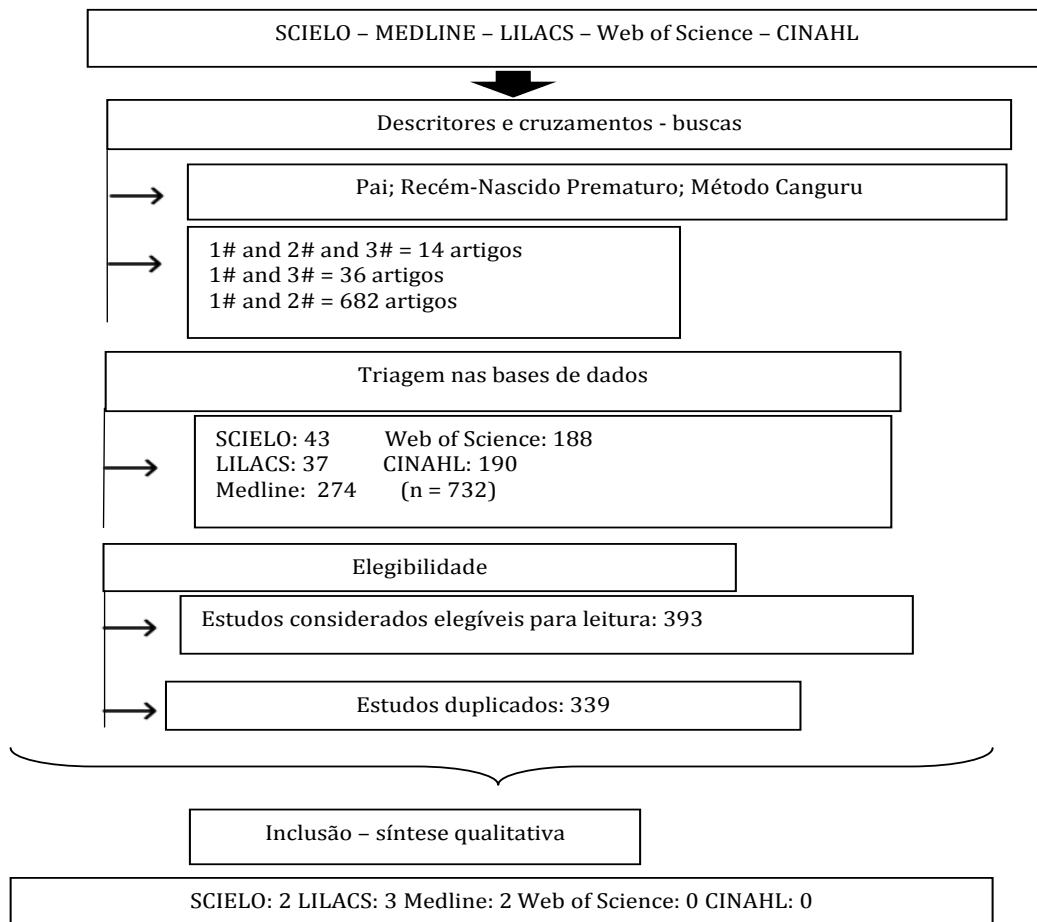 SCIELO – MEDLINE – LILACS – Web of Science – CINAHL
Descritores e cruzamentos - buscas
Pai; Recém-Nascido Prematuro; Método Canguru
1# and 2# and 3# = 14 artigos
1# and 3# = 36 artigos
1# and 2# = 682 artigos
Triagem nas bases de dados
SCIELO: 43 Web of Science: 188
LILACS: 37 CINAHL: 190
Medline: 274 (n = 732)
Elegibilidade
Estudos considerados elegíveis para leitura: 393
Estudos duplicados: 339
Inclusão – síntese qualitativa
SCIELO: 2 LILACS: 3 Medline: 2 Web of Science: 0 CINAHL: 0